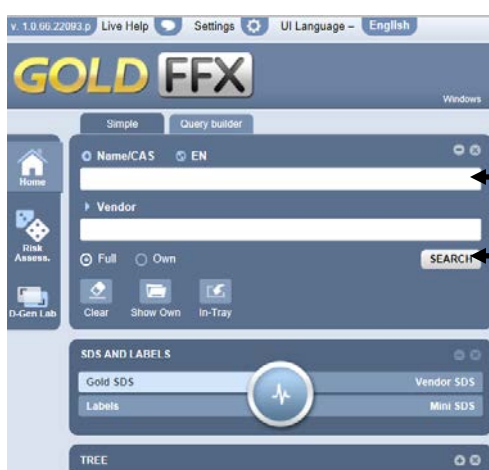 v. 1.0.66.22093.p Live Help Settings UI Language – English
GOLD FFX
Windows
Simple Query builder
Name/CAS EN
Home
Vendor
Risk Assess.
Full Own SEARCH
D-Gen Lab
Clear Show Own In-Tray
SDS AND LABELS
Gold SDS Vendor SDS
Labels Mini SDS
TREE